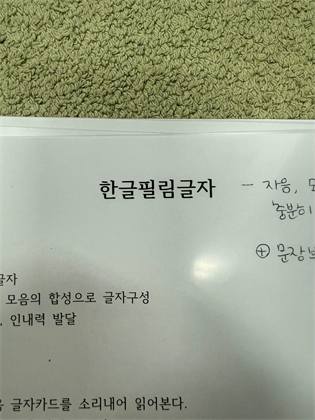 한글필림글자
- 자음,
충분히
⊕ 문장
글자
모음의 합성으로 글자구성
, 인내력 발달
글자카드를 소리내어 읽어본다.